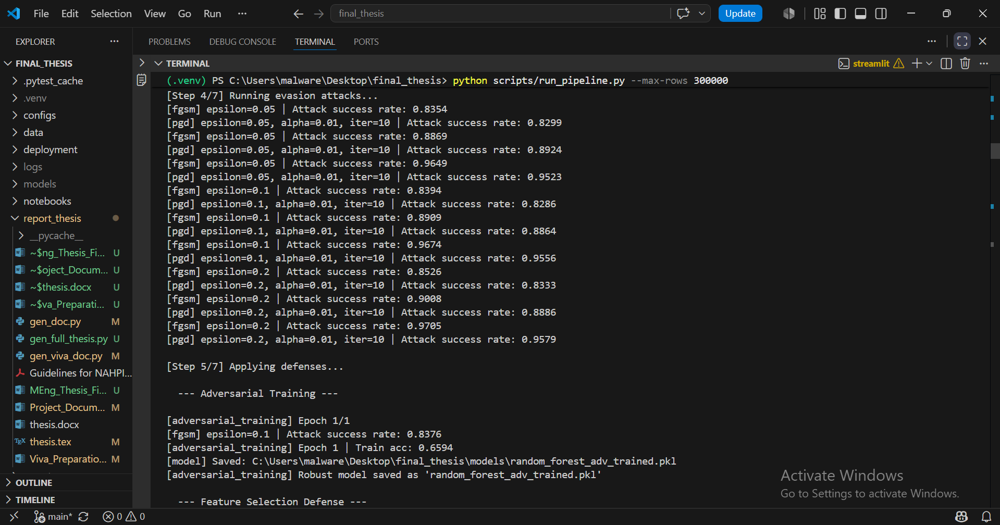 File Edit Selection View Go Run ...
final_thesis
Update
EXPLORER
PROBLEMS DEBUG CONSOLE TERMINAL PORTS
FINAL_THESIS
.pytest_cache
.venv
configs
data
deployment
logs
models
notebooks
report_thesis
__pycache__
~$ng_Thesis_Fi... U
~$oject_Docum... U
~$thesis.docx U
~$va_Preparati... U
gen_doc.py M
gen_full_thesis.py U
gen_viva_doc.py M
Guidelines for NAHPI...
MEng_Thesis_Fi... U
Project_Docum... M
thesis.docx
TEX thesis.tex M
Viva_Preparatio... M
OUTLINE
TIMELINE
TERMINAL
streamlit
(.venv) PS C:\Users\malware\Desktop\final_thesis> python scripts/run_pipeline.py --max-rows 300000
[Step 4/7] Running evasion attacks...
[fgsm] epsilon=0.05 | Attack success rate: 0.8354
[pgd] epsilon=0.05, alpha=0.01, iter=10 | Attack success rate: 0.8299
[fgsm] epsilon=0.05 | Attack success rate: 0.8869
[pgd] epsilon=0.05, alpha=0.01, iter=10 | Attack success rate: 0.8924
[fgsm] epsilon=0.05 | Attack success rate: 0.9649
[pgd] epsilon=0.05, alpha=0.01, iter=10 | Attack success rate: 0.9523
[fgsm] epsilon=0.1 | Attack success rate: 0.8394
[pgd] epsilon=0.1, alpha=0.01, iter=10 | Attack success rate: 0.8286
[fgsm] epsilon=0.1 | Attack success rate: 0.8909
[pgd] epsilon=0.1, alpha=0.01, iter=10 | Attack success rate: 0.8864
[fgsm] epsilon=0.1 | Attack success rate: 0.9674
[pgd] epsilon=0.1, alpha=0.01, iter=10 | Attack success rate: 0.9556
[fgsm] epsilon=0.2 | Attack success rate: 0.8526
[pgd] epsilon=0.2, alpha=0.01, iter=10 | Attack success rate: 0.8333
[fgsm] epsilon=0.2 | Attack success rate: 0.9008
[pgd] epsilon=0.2, alpha=0.01, iter=10 | Attack success rate: 0.8886
[fgsm] epsilon=0.2 | Attack success rate: 0.9705
[pgd] epsilon=0.2, alpha=0.01, iter=10 | Attack success rate: 0.9579
[Step 5/7] Applying defenses...
--- Adversarial Training ---
[adversarial_training] Epoch 1/1
[fgsm] epsilon=0.1 | Attack success rate: 0.8376
[adversarial_training] Epoch 1 | Train acc: 0.6594
[model] Saved: C:\Users\malware\Desktop\final_thesis\models\random_forest_adv_trained.pkl
[adversarial_training] Robust model saved as 'random_forest_adv_trained.pkl'
--- Feature Selection Defense ---
Activate Windows
Go to Settings to activate Windows.
main* 0 0